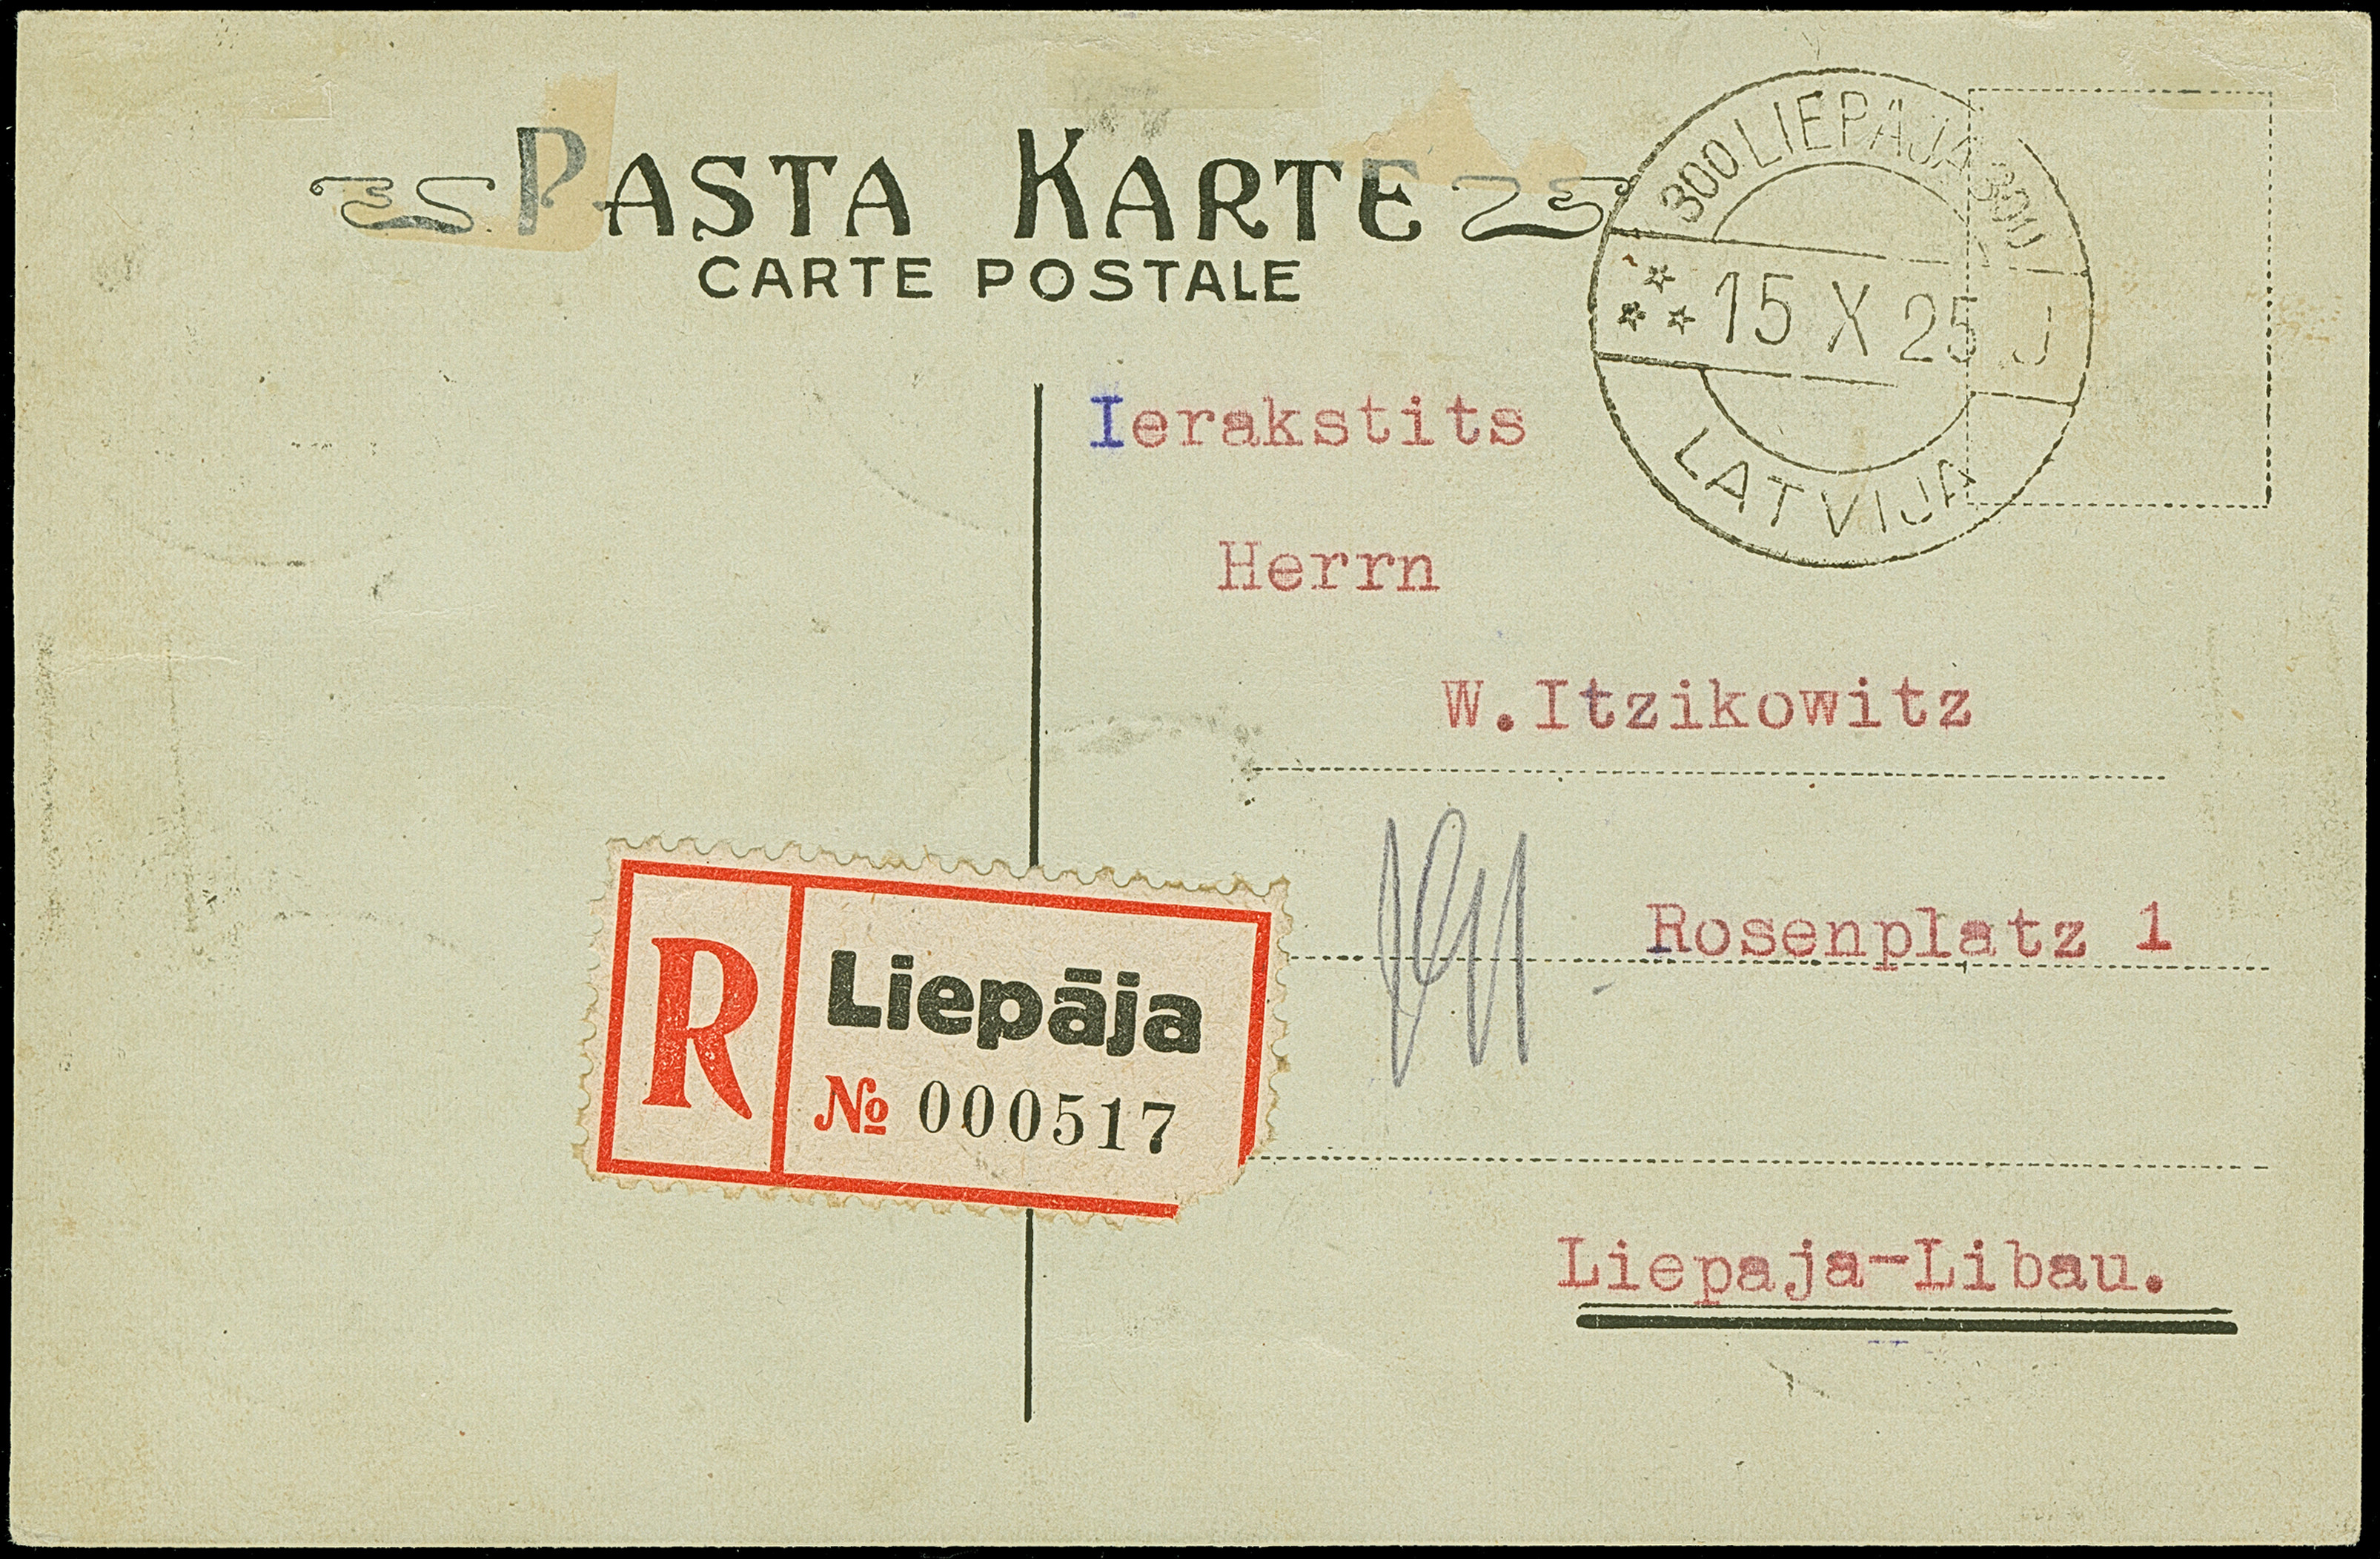 PASTA KARTE
CARTE POSTALE
300 LIEPĀJA 300
15 X 25 J
LATVIJA
Ierakstits
Herrn
W.Itzikowitz
Rosenplatz 1
R Liepāja
№ 000517
Liepaja-Libau.